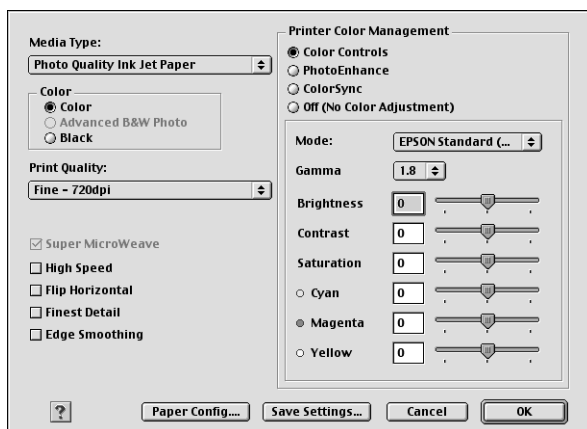 Media Type:
Photo Quality Ink Jet Paper
Color
Color
Advanced B&W Photo
Black
Print Quality:
Fine - 720dpi
Super MicroWeave
High Speed
Flip Horizontal
Finest Detail
Edge Smoothing
Printer Color Management
Color Controls
PhotoEnhance
ColorSync
Off (No Color Adjustment)
Mode: EPSON Standard (...
Gamma 1.8
Brightness 0
Contrast 0
Saturation 0
Cyan 0
Magenta 0
Yellow 0
? Paper Config.... Save Settings... Cancel OK